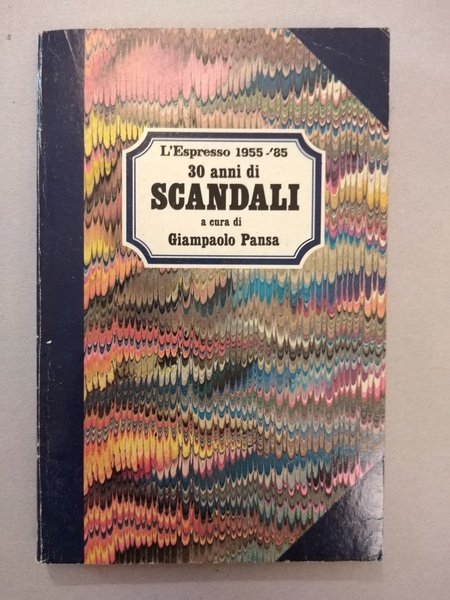 L'Espresso 1955-'85
30 anni di
SCANDALI
a cura di
Giampaolo Pansa